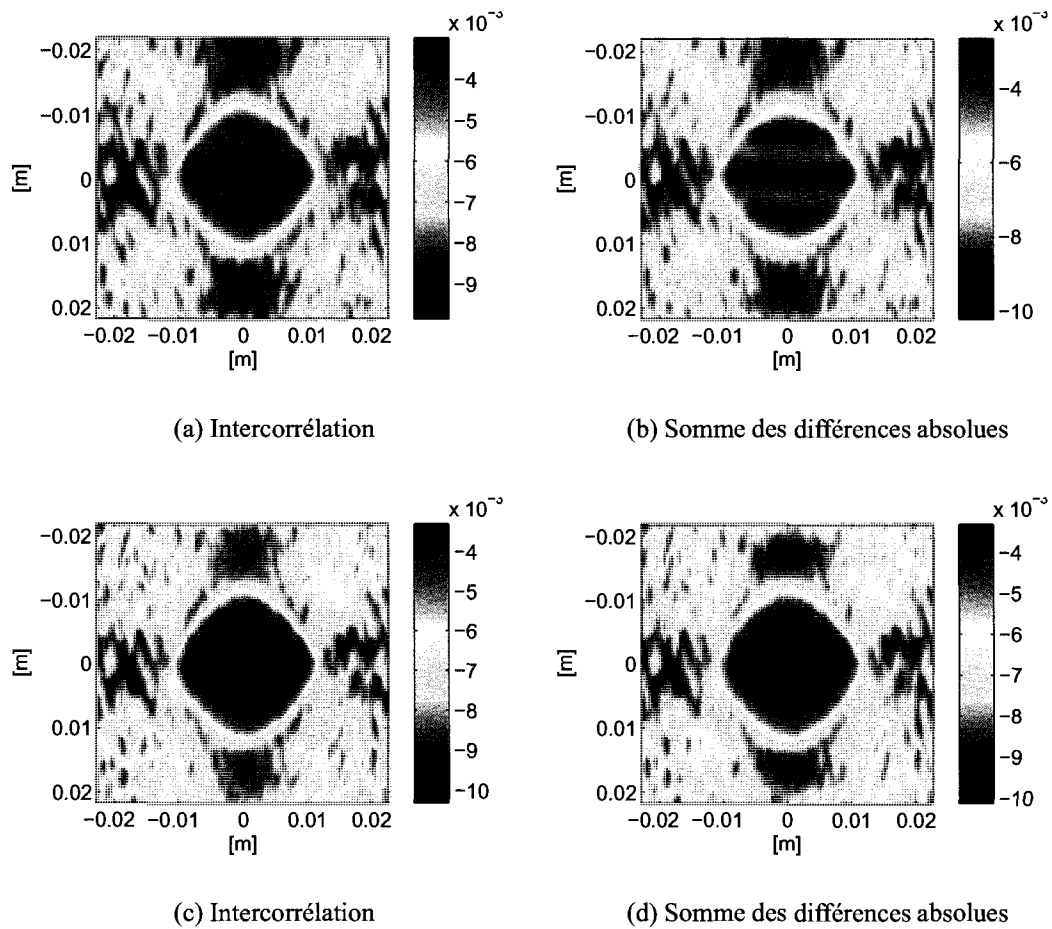 x 10⁻³ x 10⁻³
−0.02 −0.01 0 0.01 0.02
[m]
−4 −5 −6 −7 −8 −9
−0.02 −0.01 0 0.01 0.02
[m]
−0.02 −0.01 0 0.01 0.02
[m]
−4 −6 −8 −10
−0.02 −0.01 0 0.01 0.02
[m]
(a) Intercorrélation (b) Somme des différences absolues
x 10⁻³ x 10⁻³
−0.02 −0.01 0 0.01 0.02
[m]
−4 −5 −6 −7 −8 −9 −10
−0.02 −0.01 0 0.01 0.02
[m]
−0.02 −0.01 0 0.01 0.02
[m]
−4 −5 −6 −7 −8 −9 −10
−0.02 −0.01 0 0.01 0.02
[m]
(c) Intercorrélation (d) Somme des différences absolues